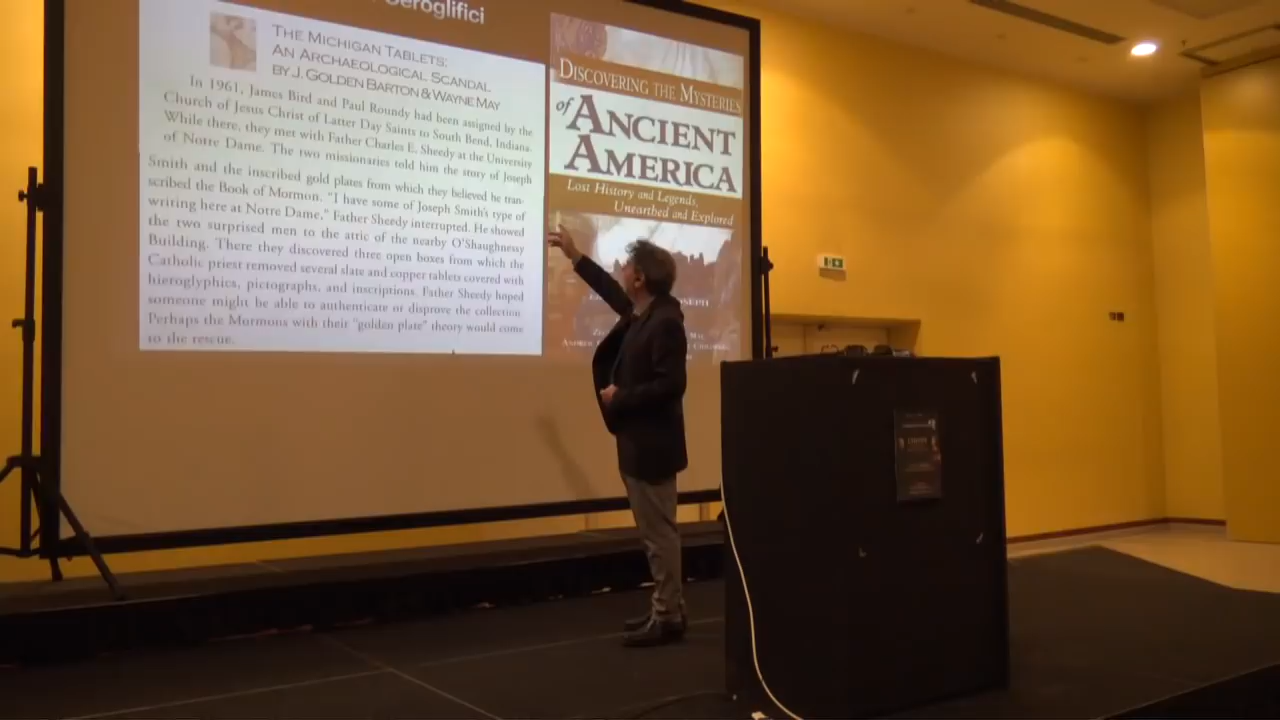 THE MICHIGAN TABLETS:
AN ARCHAEOLOGICAL SCANDAL
BY J. GOLDEN BARTON & WAYNE MAY
In 1961, James Bird and Paul Roundy had been assigned by the
Church of Jesus Christ of Latter Day Saints to South Bend, Indiana.
While there, they met with Father Charles E. Sheedy at the University
of Notre Dame. The two missionaries told him the story of Joseph
Smith and the inscribed gold plates from which they believed he tran-
scribed the Book of Mormon. "I have some of Joseph Smith's type of
writing here at Notre Dame," Father Sheedy interrupted. He showed
the two surprised men to the attic of the nearby O'Shaughnessy
Building. There they discovered three open boxes from which the
Catholic priest removed several slate and copper tablets covered with
hieroglyphics, pictographs, and inscriptions. Father Sheedy hoped
someone might be able to authenticate or disprove the collection
Perhaps the Mormons with their "golden plate" theory would come
to the rescue.
DISCOVERING THE MYSTERIES
of ANCIENT
AMERICA
Lost History and Legends,
Unearthed and Explored